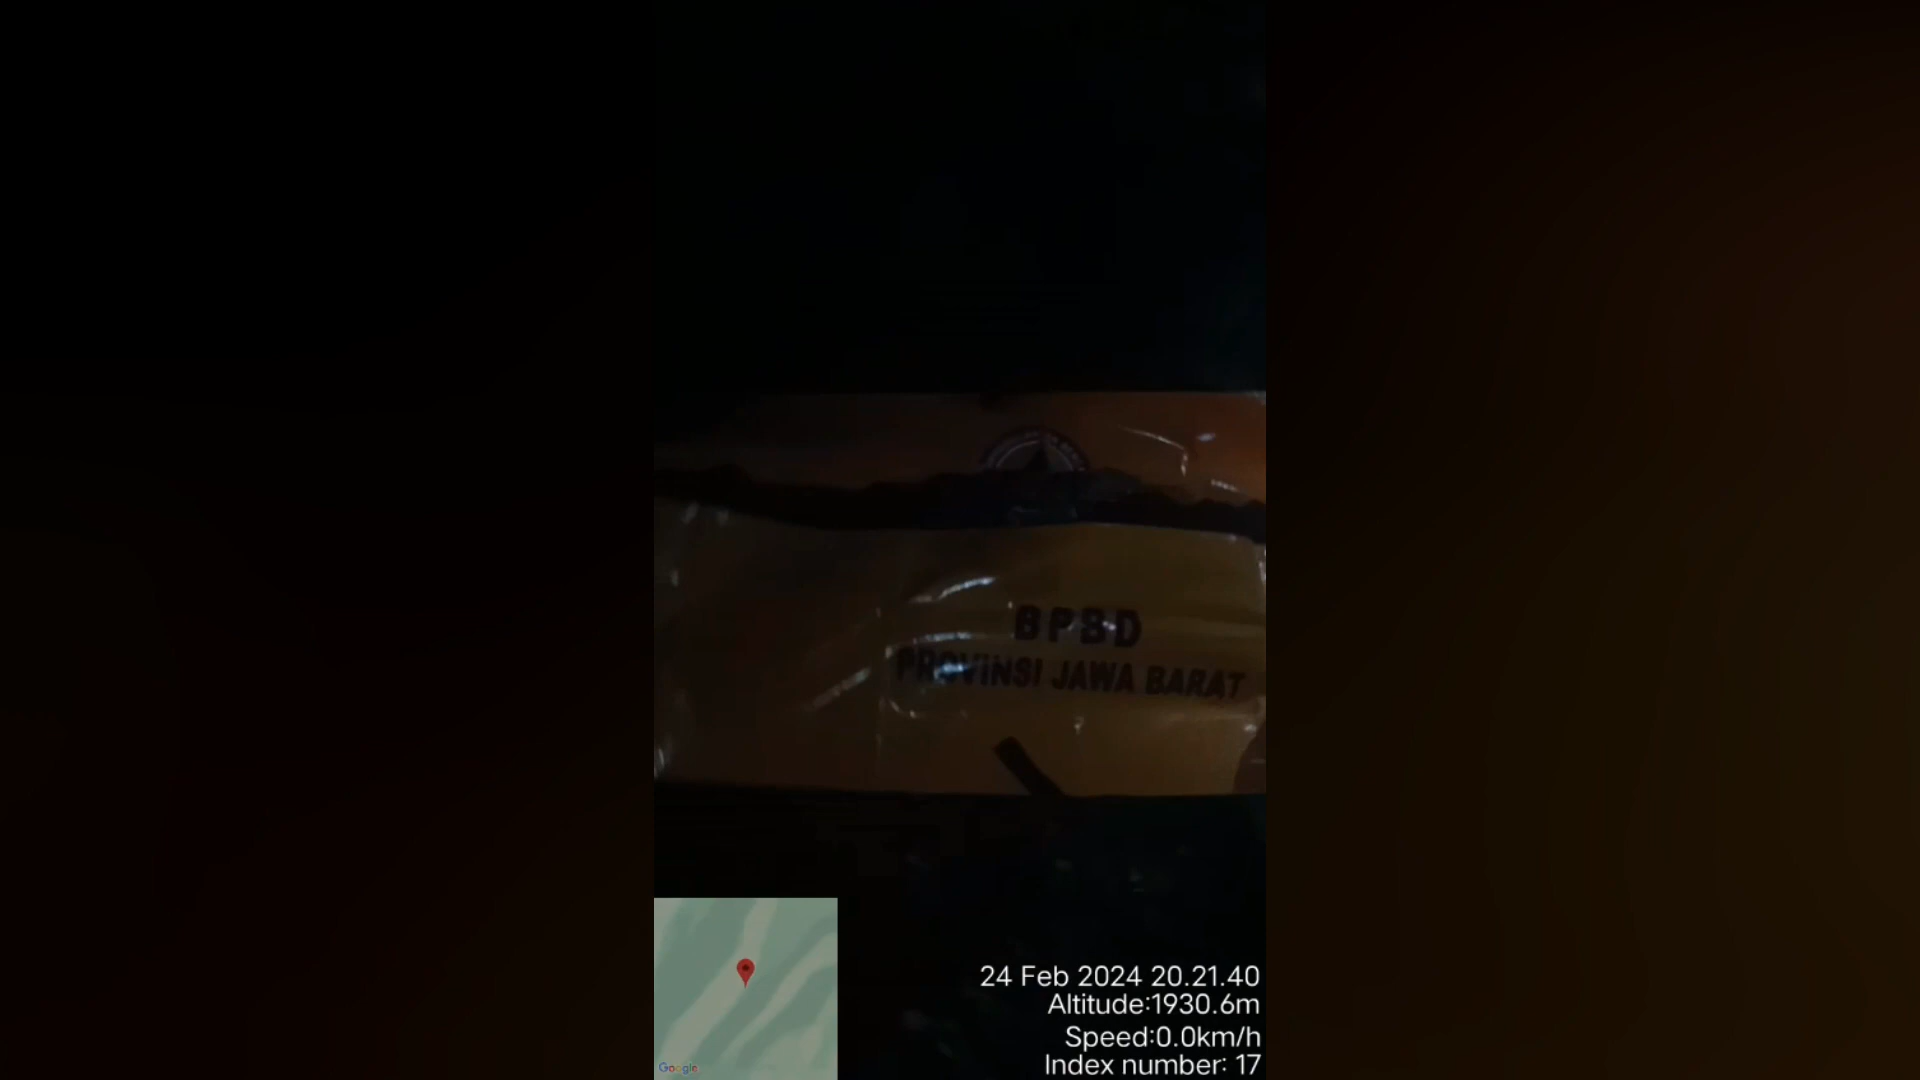 BPBD
PROVINSI JAWA BARAT
Google
24 Feb 2024 20.21.40
Altitude:1930.6m
Speed:0.0km/h
Index number: 17